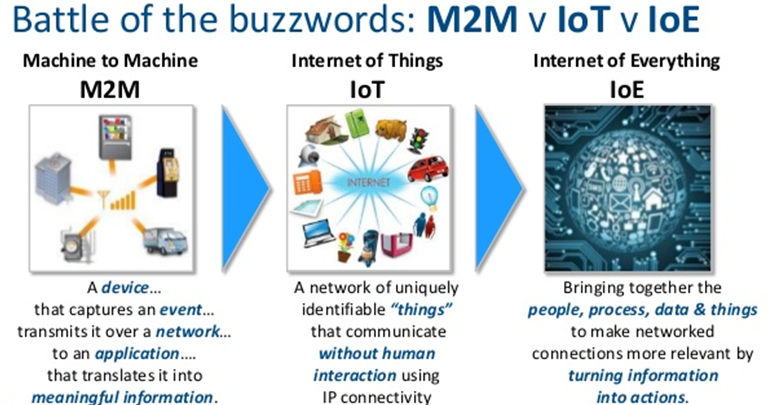 Battle of the buzzwords: M2M v IoT v IoE
Machine to Machine
M2M
Internet of Things
IoT
Internet of Everything
IoE
INTERNET
A device...
that captures an event...
transmits it over a network...
to an application....
that translates it into
meaningful information.
A network of uniquely
identifiable “things”
that communicate
without human
interaction using
IP connectivity
Bringing together the
people, process, data & things
to make networked
connections more relevant by
turning information
into actions.